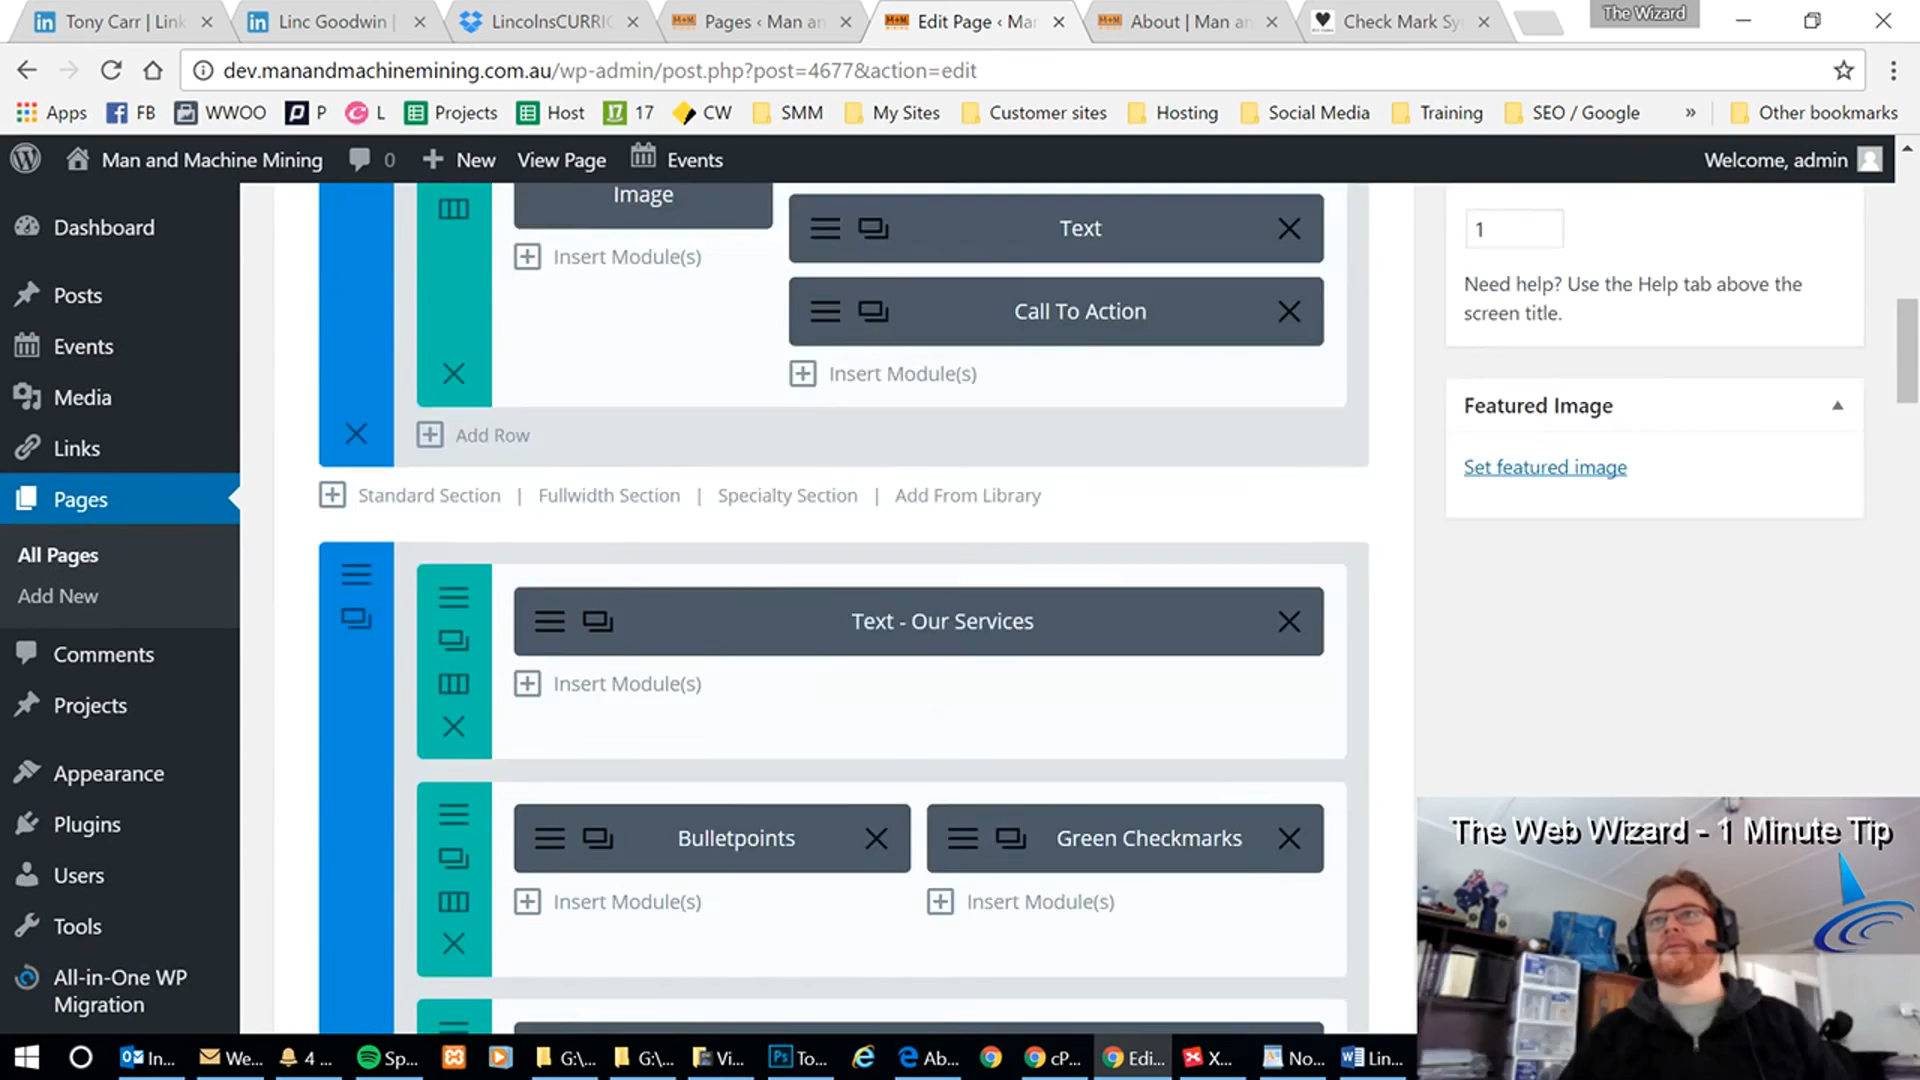 Tony Carr | Link
Linc Goodwin |
LincolnsCURRI
Pages ‹ Man an
Edit Page ‹ Ma
About | Man an
Check Mark Sy
The Wizard
dev.manandmachinemining.com.au/wp-admin/post.php?post=4677&action=edit
Apps FB WWOO P L Projects Host 17 CW SMM My Sites Customer sites Hosting Social Media Training SEO / Google » Other bookmarks
Man and Machine Mining 0 New View Page Events Welcome, admin
Dashboard
Posts
Events
Media
Links
Pages
All Pages
Add New
Comments
Projects
Appearance
Plugins
Users
Tools
All-in-One WP
Migration
Image
Insert Module(s)
Text
Call To Action
Insert Module(s)
Add Row
Standard Section | Fullwidth Section | Specialty Section | Add From Library
Text - Our Services
Insert Module(s)
Bulletpoints
Green Checkmarks
Insert Module(s)
Insert Module(s)
1
Need help? Use the Help tab above the
screen title.
Featured Image
Set featured image
The Web Wizard - 1 Minute Tip
In... We... 4 ... Sp... G:\... G:\... Vi... To... Ab... cP... Edi... X... No... Lin...